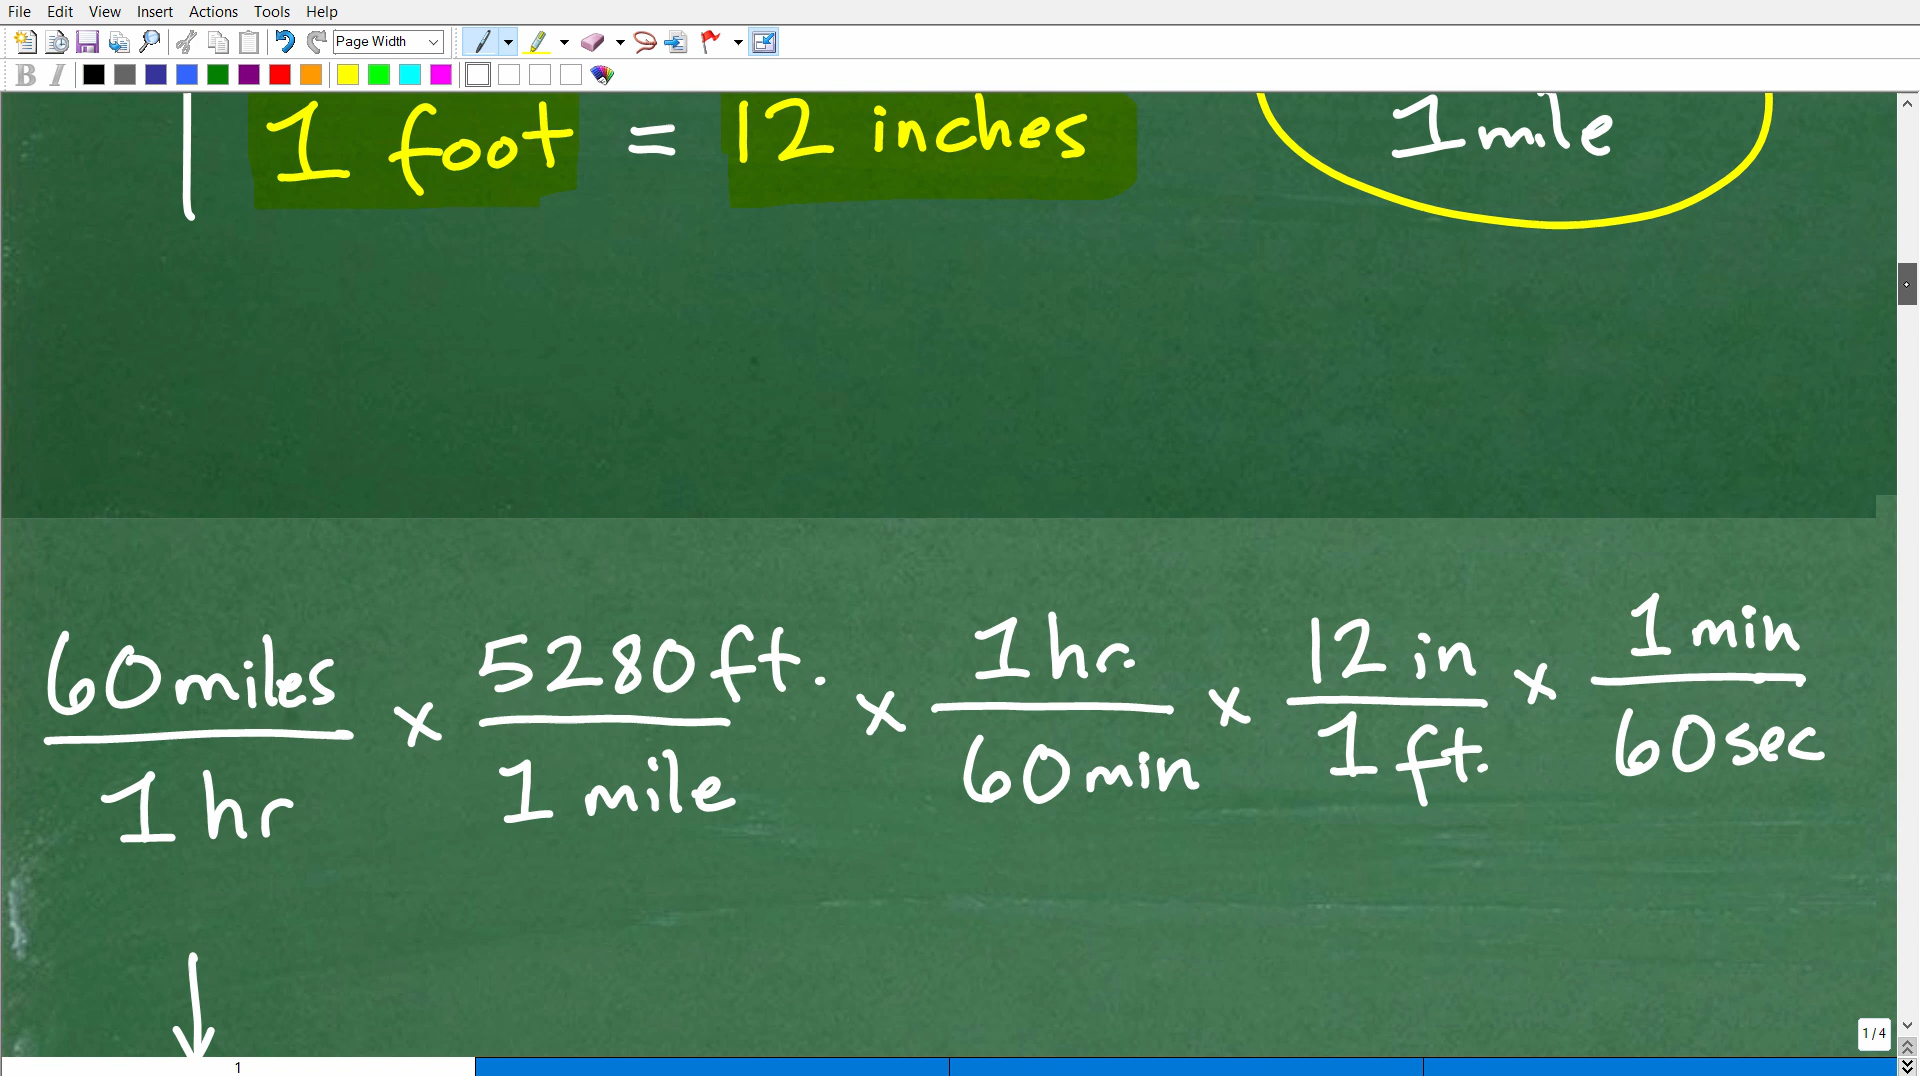 File Edit View Insert Actions Tools Help
Page Width
B I
1 foot = 12 inches
1 mile
60 miles / 1 hr x 5280 ft. / 1 mile x 1 hr. / 60 min x 12 in / 1 ft. x 1 min / 60 sec
1 / 4
1